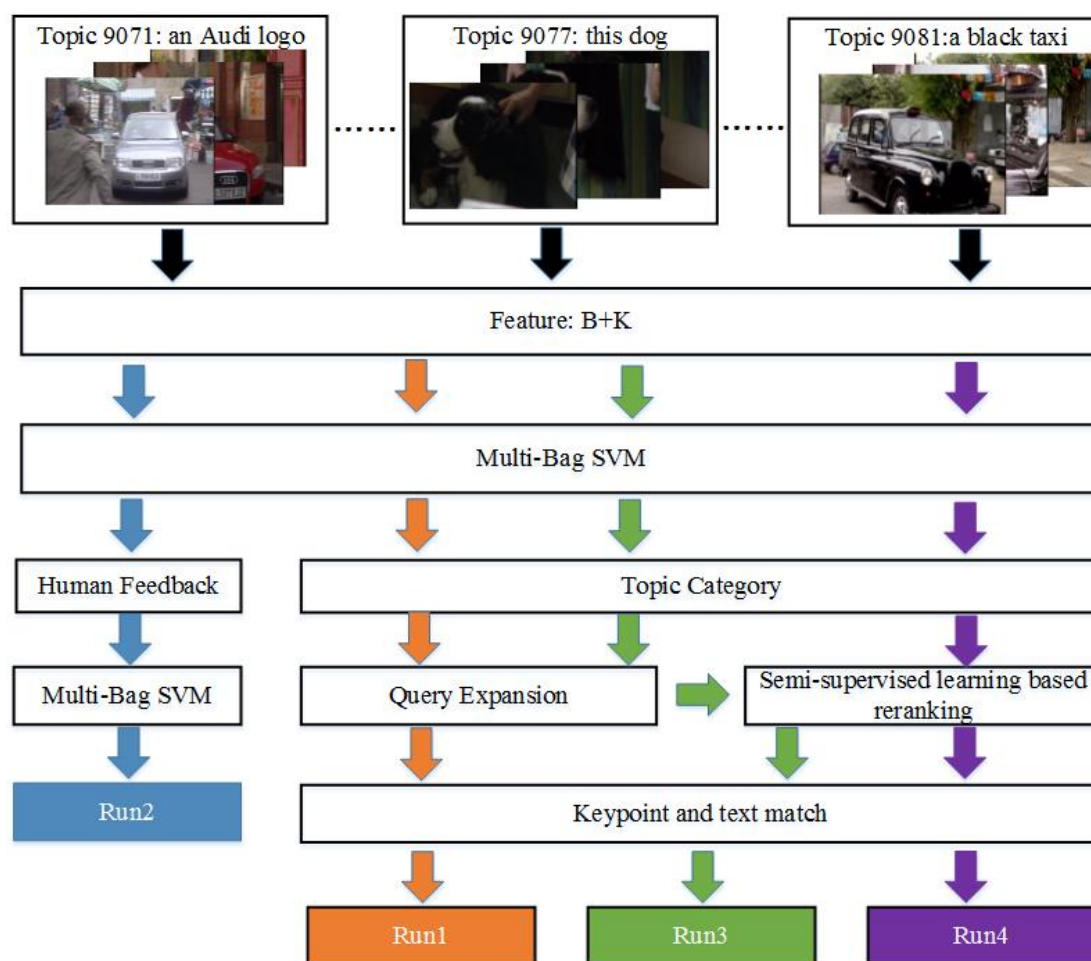 Topic 9071: an Audi logo
Topic 9077: this dog
Topic 9081:a black taxi
Feature: B+K
Multi-Bag SVM
Human Feedback
Topic Category
Multi-Bag SVM
Query Expansion
Semi-supervised learning based
reranking
Run2
Keypoint and text match
Run1
Run3
Run4